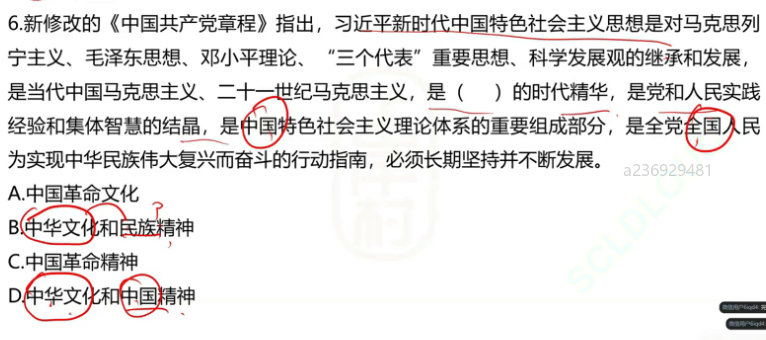 6.新修改的《中国共产党章程》指出，习近平新时代中国特色社会主义思想是对马克思列
宁主义、毛泽东思想、邓小平理论、“三个代表”重要思想、科学发展观的继承和发展，
是当代中国马克思主义、二十一世纪马克思主义，是（ ）的时代精华，是党和人民实践
经验和集体智慧的结晶，是中国特色社会主义理论体系的重要组成部分，是全党全国人民
为实现中华民族伟大复兴而奋斗的行动指南，必须长期坚持并不断发展。
a236929481
A.中国革命文化
B.中华文化和民族精神
C.中国革命精神
D.中华文化和中国精神
SCLDLO